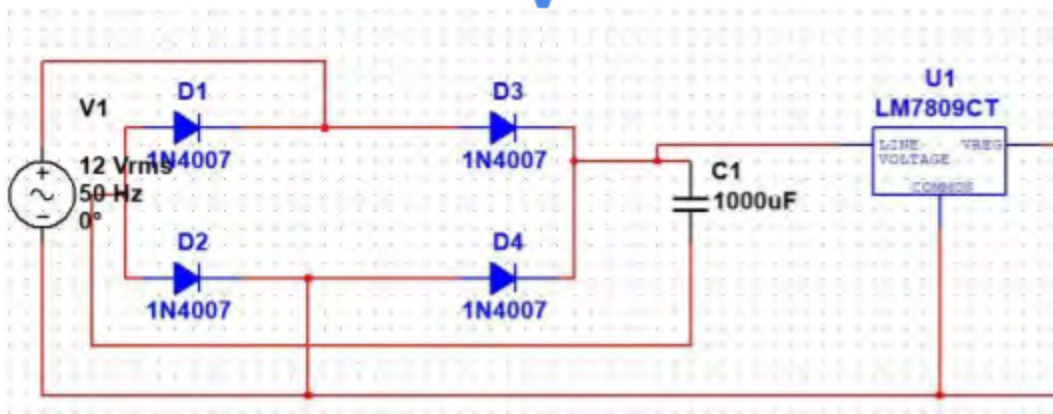 V1
12 Vrms
50 Hz
0°
D1
1N4007
D3
1N4007
D2
1N4007
D4
1N4007
C1
1000uF
U1
LM7809CT
LINE VREG
VOLTAGE
COMMON